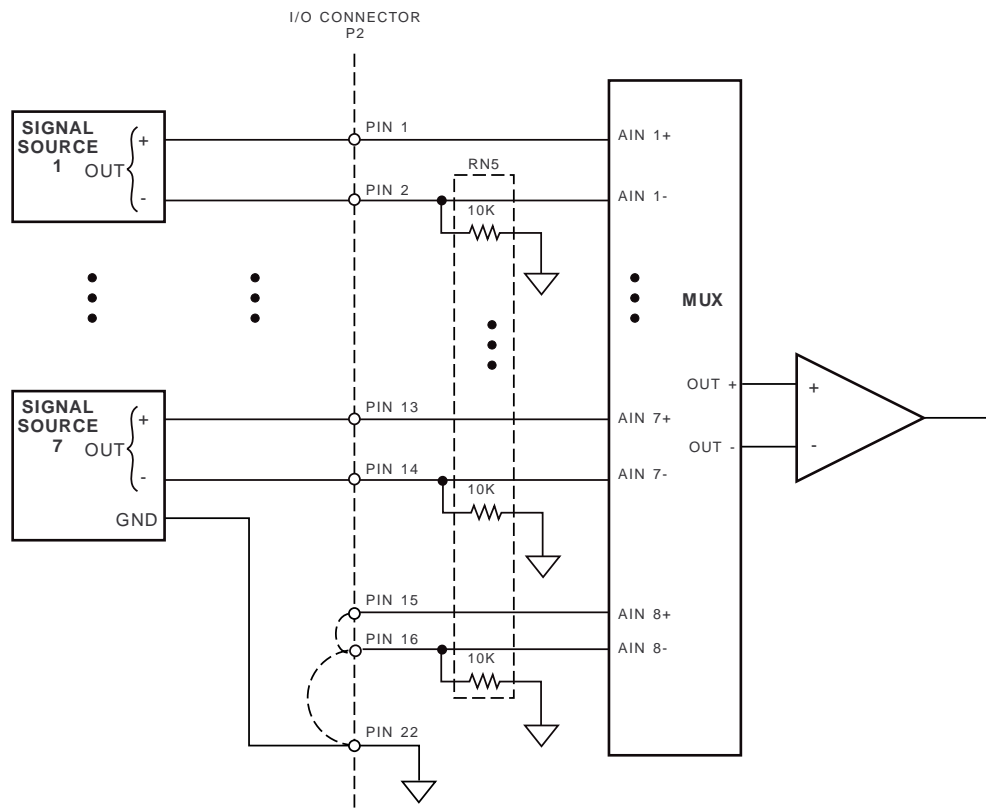 I/O CONNECTOR
P2
SIGNAL
SOURCE
1
OUT
+
-
PIN 1
PIN 2
RN5
10K
AIN 1+
AIN 1-
MUX
SIGNAL
SOURCE
7
OUT
+
-
GND
PIN 13
PIN 14
10K
AIN 7+
AIN 7-
OUT +
OUT -
+
-
PIN 15
PIN 16
10K
AIN 8+
AIN 8-
PIN 22